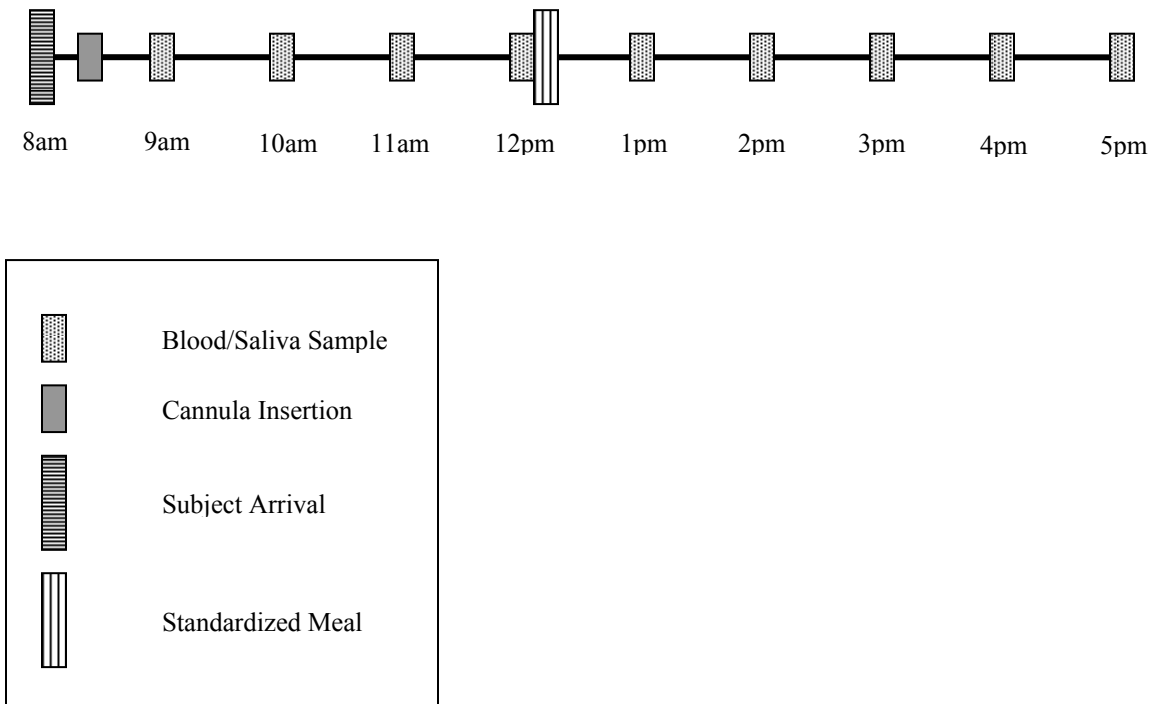 8am 9am 10am 11am 12pm 1pm 2pm 3pm 4pm 5pm
Blood/Saliva Sample
Cannula Insertion
Subject Arrival
Standardized Meal